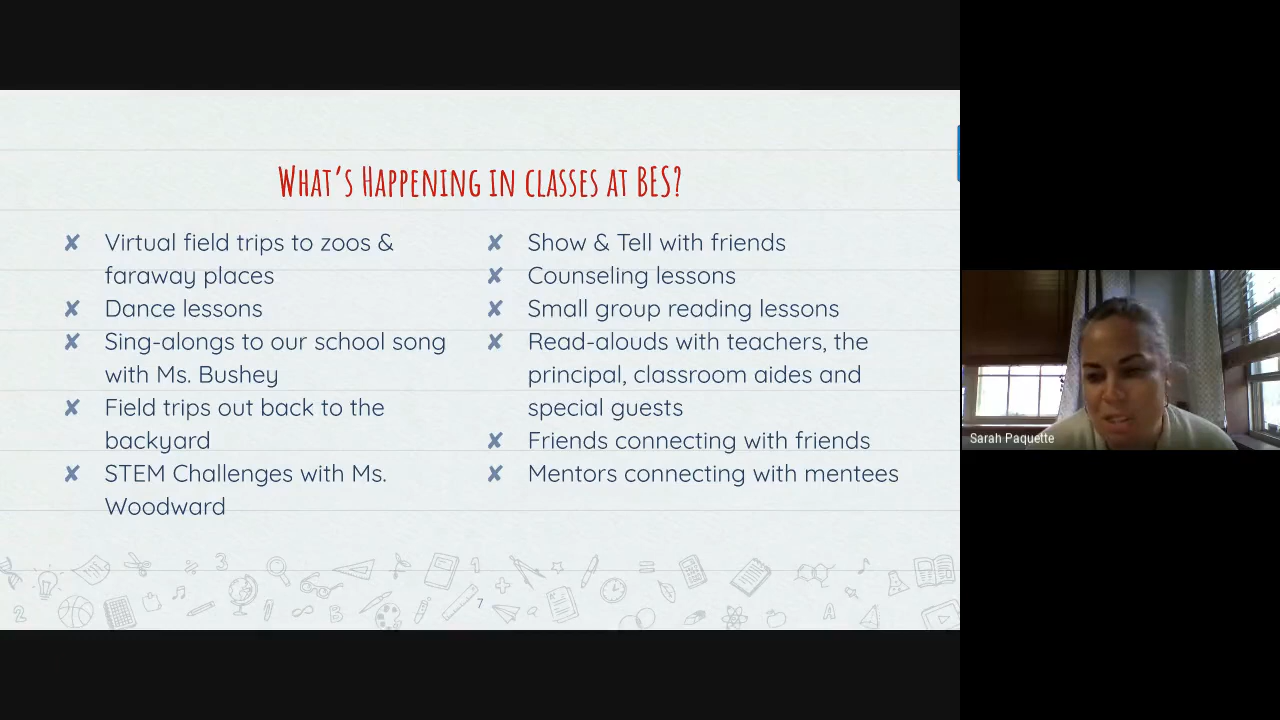 What's Happening in classes at BES?
✘ Virtual field trips to zoos &
faraway places
✘ Dance lessons
✘ Sing-alongs to our school song
with Ms. Bushey
✘ Field trips out back to the
backyard
✘ STEM Challenges with Ms.
Woodward
✘ Show & Tell with friends
✘ Counseling lessons
✘ Small group reading lessons
✘ Read-alouds with teachers, the
principal, classroom aides and
special guests
✘ Friends connecting with friends
✘ Mentors connecting with mentees
7
Sarah Paquette